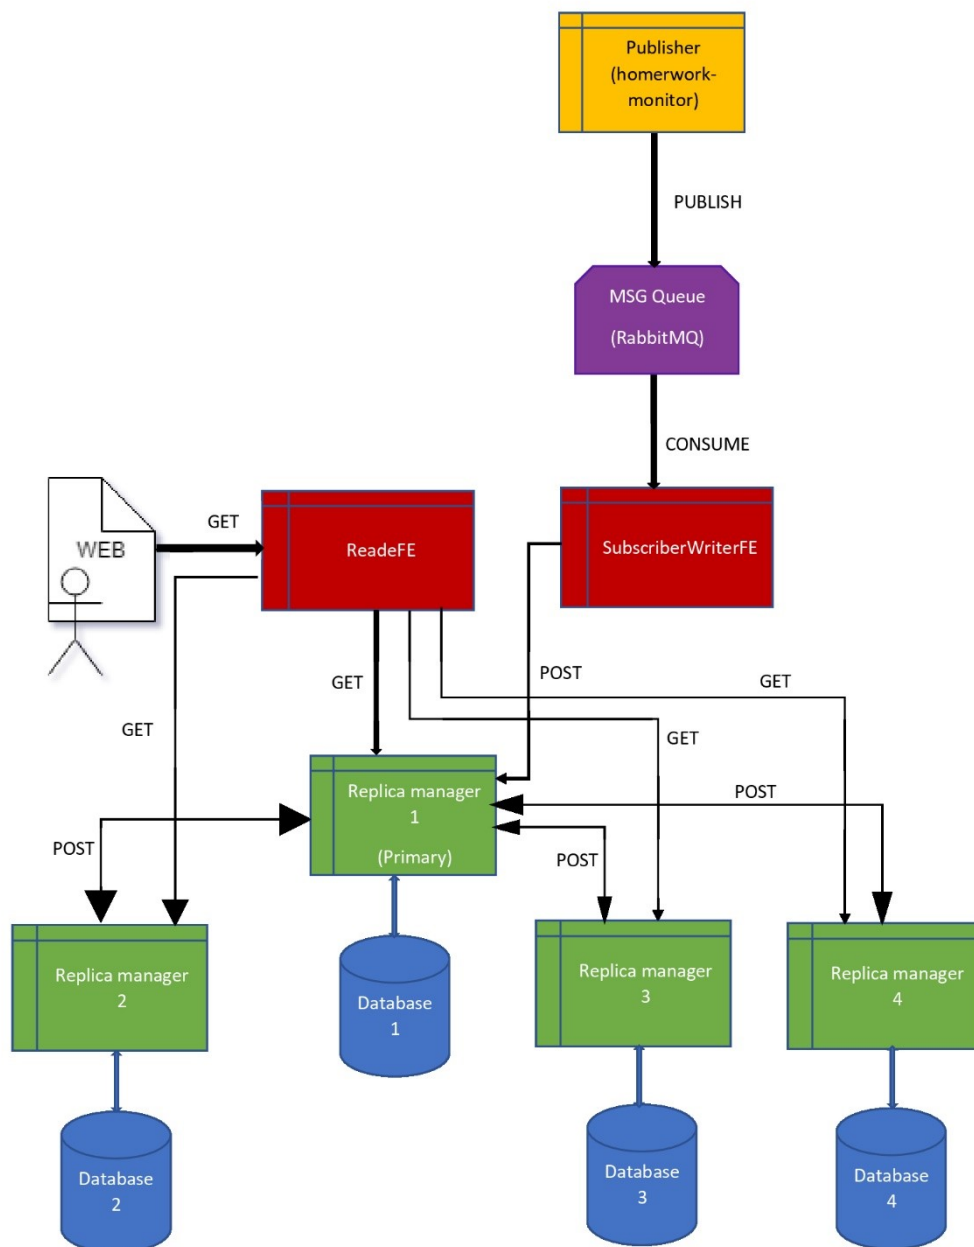 Publisher
(homerwork-
monitor)
PUBLISH
MSG Queue
(RabbitMQ)
CONSUME
WEB
GET
ReadeFE
SubscriberWriterFE
GET
GET
POST
GET
GET
Replica manager
1
(Primary)
POST
POST
POST
Replica manager
2
Replica manager
3
Replica manager
4
Database
1
Database
2
Database
3
Database
4